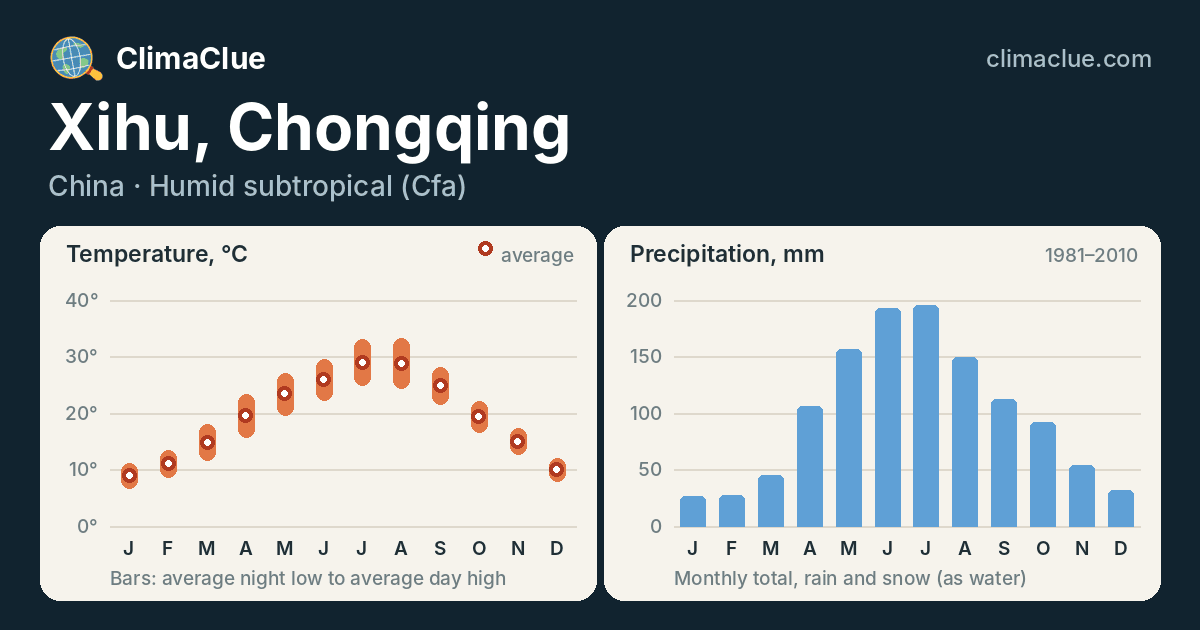 ClimaClue
climaclue.com
Xihu, Chongqing
China · Humid subtropical (Cfa)
Temperature, °C
average
40°
30°
20°
10°
0°
J F M A M J J A S O N D
Bars: average night low to average day high
Precipitation, mm
1981–2010
200
150
100
50
0
J F M A M J J A S O N D
Monthly total, rain and snow (as water)